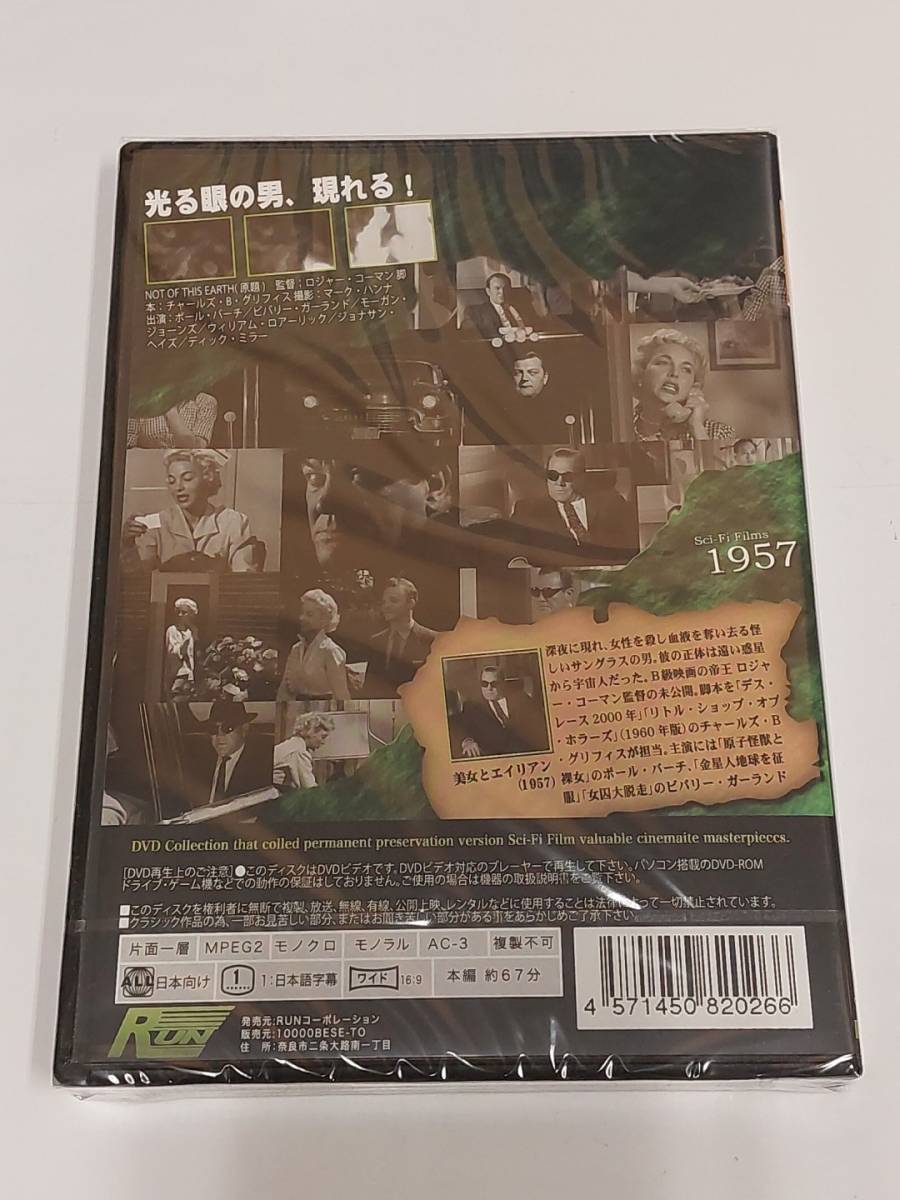 光る眼の男、現れる！
NOT OF THIS EARTH(原題) 監督；ロジャー・コーマン 脚
本：チャールズ・B・グリフィス 撮影：マーク・ハンナ
出演：ポール・バーチ／ビバリー・ガーランド／モーガン・
ジョーンズ／ウィリアム・ロアーリック／ジョナサン・
ヘイズ／ディック・ミラー
Sci-Fi Films
1957
深夜に現れ、女性を殺し血液を奪い去る怪
しいサングラスの男。彼の正体は遠い惑星
から宇宙人だった。B級映画の帝王 ロジャ
ー・コーマン監督の未公開。脚本を「デス・
レース2000年」「リトル・ショップ・オブ
・ホラーズ」(1960年版)のチャールズ・B
・グリフィスが担当。主演には「原子怪獣と
裸女」のポール・バーチ、「金星人地球を征
服」「女囚大脱走」のビバリー・ガーランド
美女とエイリアン
(1957)
DVD Collection that colled permanent preservation version Sci-Fi Film valuable cinemaite masterpieccs.
[DVD再生上のご注意]●このディスクはDVDビデオです。DVDビデオ対応のプレーヤーで再生して下さい。パソコン搭載のDVD-ROM
ドライブ・ゲーム機などでの動作の保証はしておりません。ご使用の場合は機器の取扱説明書をご覧下さい。
■このディスクを権利者に無断で複製、放送、無線、有線、公開上映、レンタルなどに使用することは法律によって一切禁止されています。
■クラシック作品の為、一部お見苦しい部分、またはお聞き苦しい部分がある事をあらかじめご了承下さい。
片面一層 MPEG2 モノクロ モノラル AC-3 複製不可
ALL 日本向け 1 1:日本語字幕 ワイド 16:9 本編 約67分
4 571450 820266
RUN
発売元:RUNコーポレーション
販売元:10000BESE-TO
住 所:奈良市二条大路南一丁目